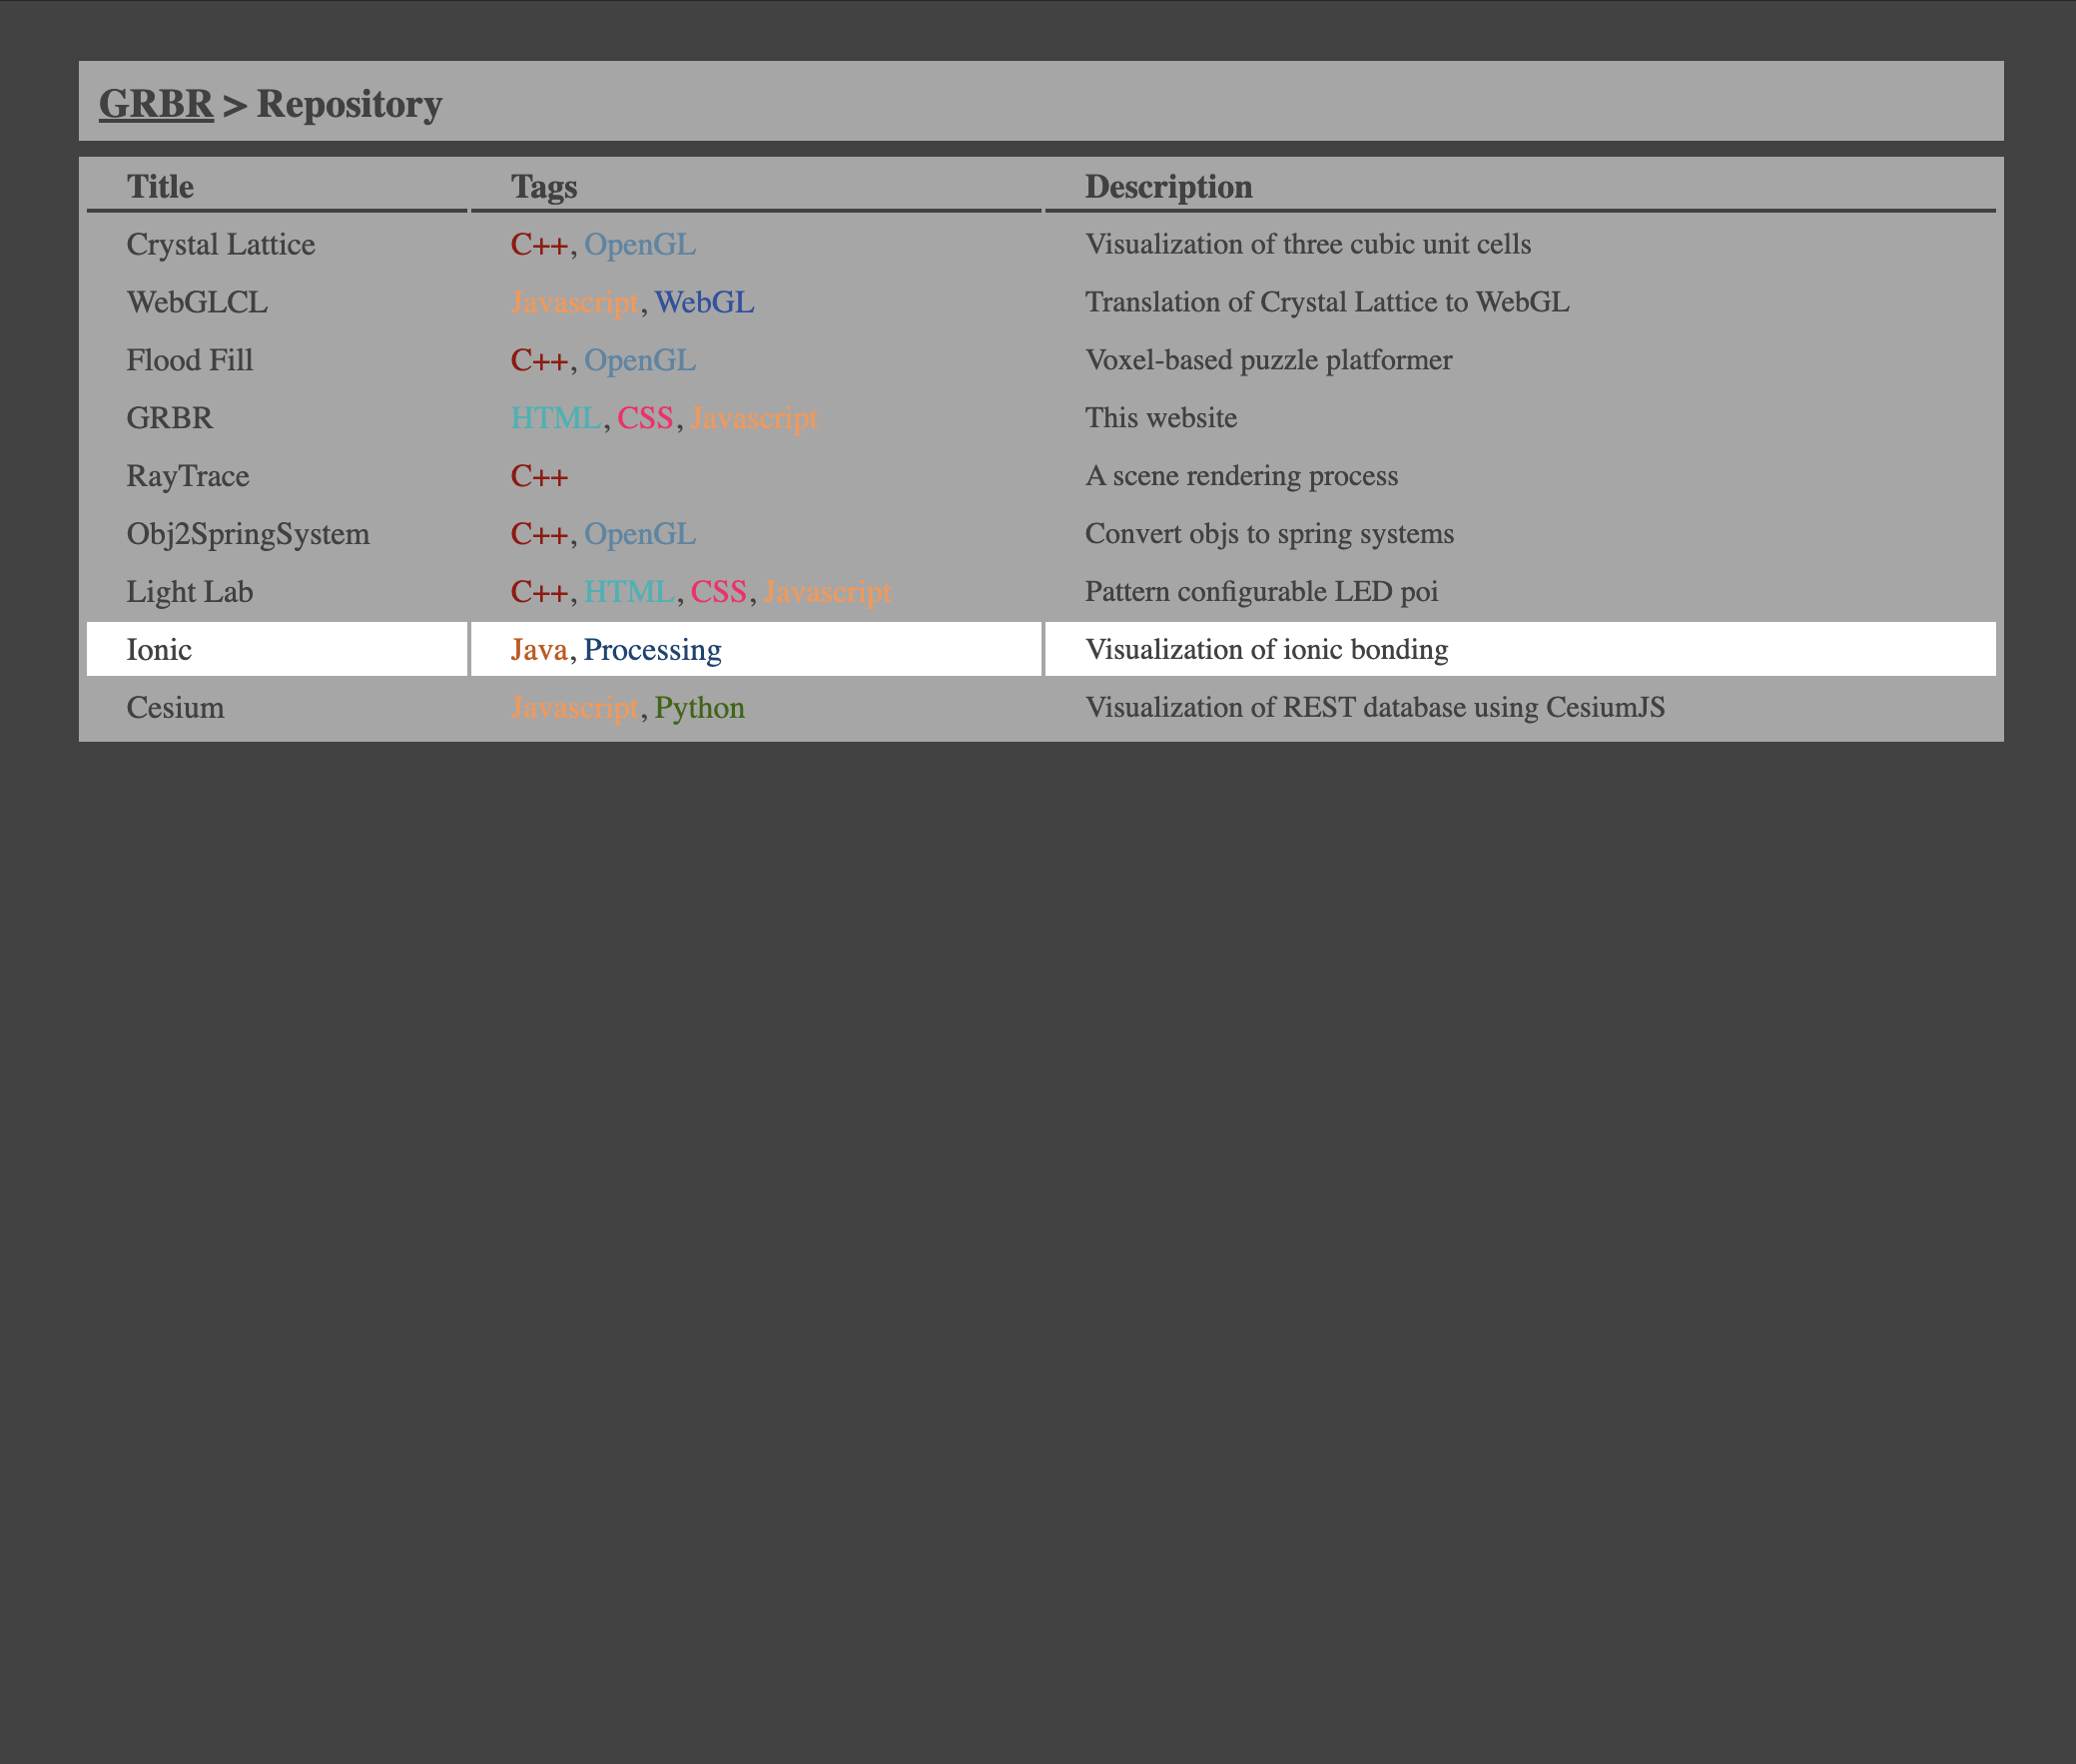 GRBR > Repository
Title Tags Description
Crystal Lattice C++, OpenGL Visualization of three cubic unit cells
WebGLCL Javascript, WebGL Translation of Crystal Lattice to WebGL
Flood Fill C++, OpenGL Voxel-based puzzle platformer
GRBR HTML, CSS, Javascript This website
RayTrace C++ A scene rendering process
Obj2SpringSystem C++, OpenGL Convert objs to spring systems
Light Lab C++, HTML, CSS, Javascript Pattern configurable LED poi
Ionic Java, Processing Visualization of ionic bonding
Cesium Javascript, Python Visualization of REST database using CesiumJS